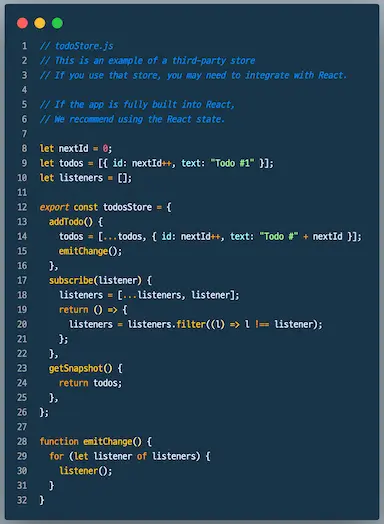 1 // todoStore.js
2 // This is an example of a third-party store
3 // If you use that store, you may need to integrate with React.
4
5 // If the app is fully built into React,
6 // We recommend using the React state.
7
8 let nextId = 0;
9 let todos = [{ id: nextId++, text: "Todo #1" }];
10 let listeners = [];
11
12 export const todosStore = {
13   addTodo() {
14     todos = [...todos, { id: nextId++, text: "Todo #" + nextId }];
15     emitChange();
16   },
17   subscribe(listener) {
18     listeners = [...listeners, listener];
19     return () => {
20       listeners = listeners.filter((l) => l !== listener);
21     };
22   },
23   getSnapshot() {
24     return todos;
25   },
26 };
27
28 function emitChange() {
29   for (let listener of listeners) {
30     listener();
31   }
32 }